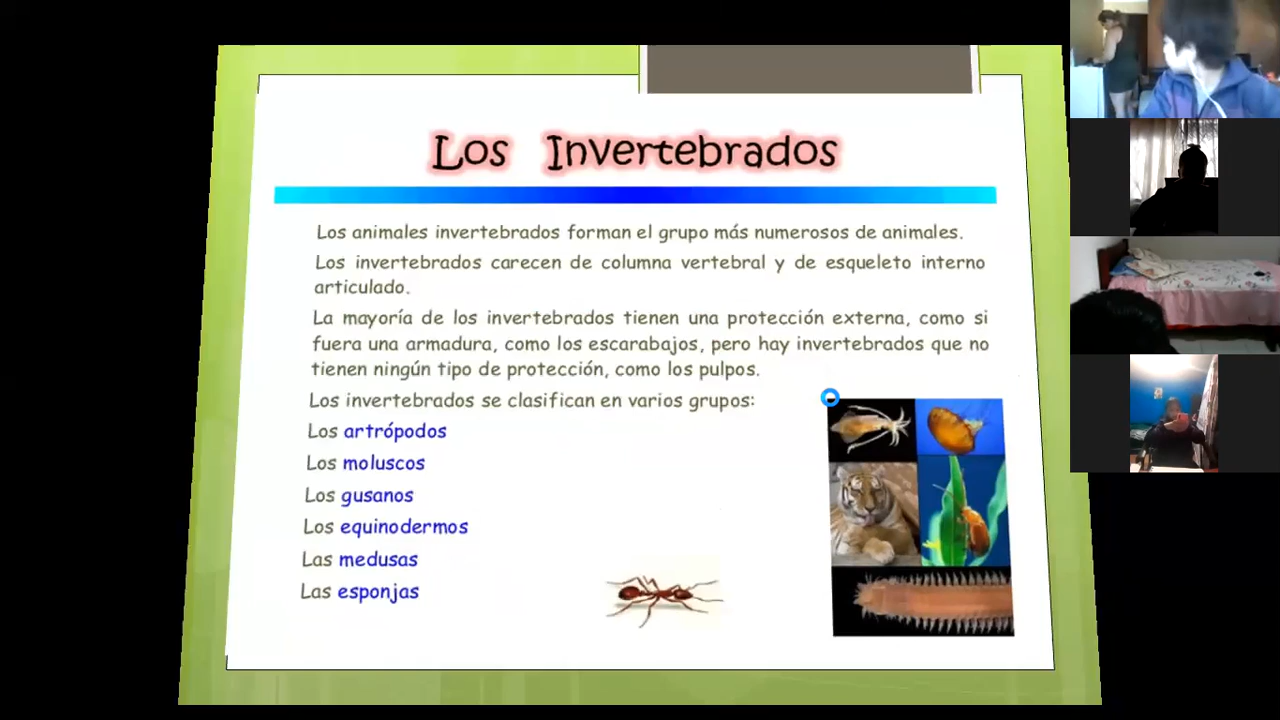 Los Invertebrados
Los animales invertebrados forman el grupo más numerosos de animales.
Los invertebrados carecen de columna vertebral y de esqueleto interno
articulado.
La mayoría de los invertebrados tienen una protección externa, como si
fuera una armadura, como los escarabajos, pero hay invertebrados que no
tienen ningún tipo de protección, como los pulpos.
Los invertebrados se clasifican en varios grupos:
Los artrópodos
Los moluscos
Los gusanos
Los equinodermos
Las medusas
Las esponjas